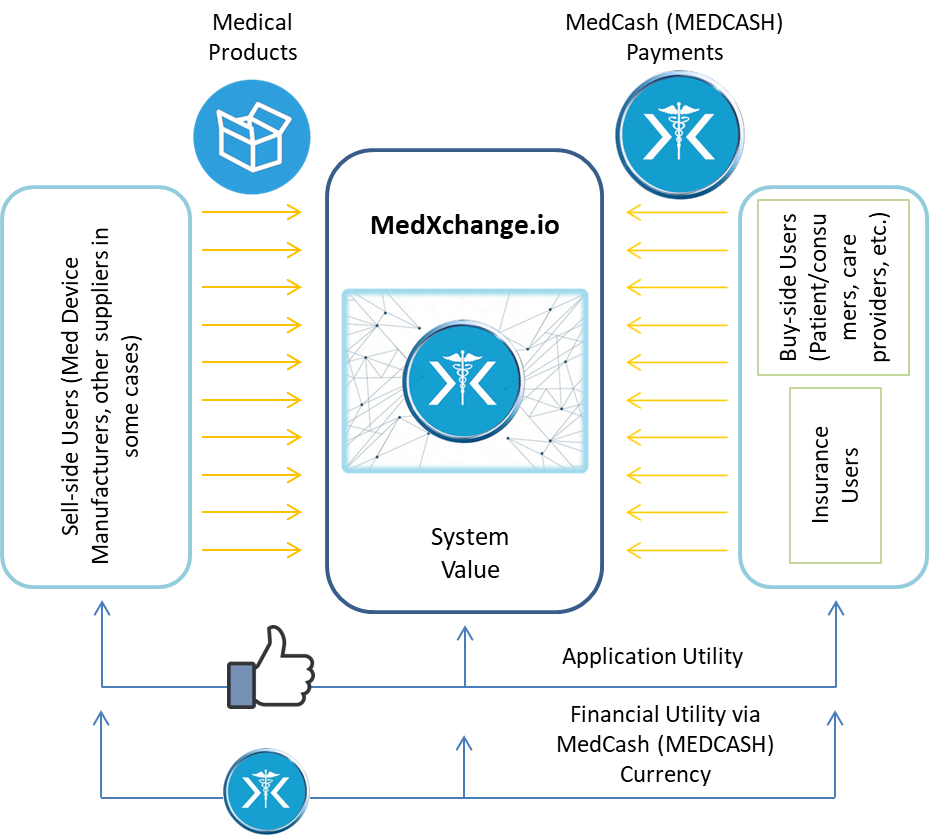 Medical
Products
MedCash (MEDCASH)
Payments
MedXchange.io
System
Value
Sell-side Users (Med Device
Manufacturers, other suppliers in
some cases)
Buy-side Users
(Patient/consu
mers, care
providers, etc.)
Insurance
Users
Application Utility
Financial Utility via
MedCash (MEDCASH)
Currency